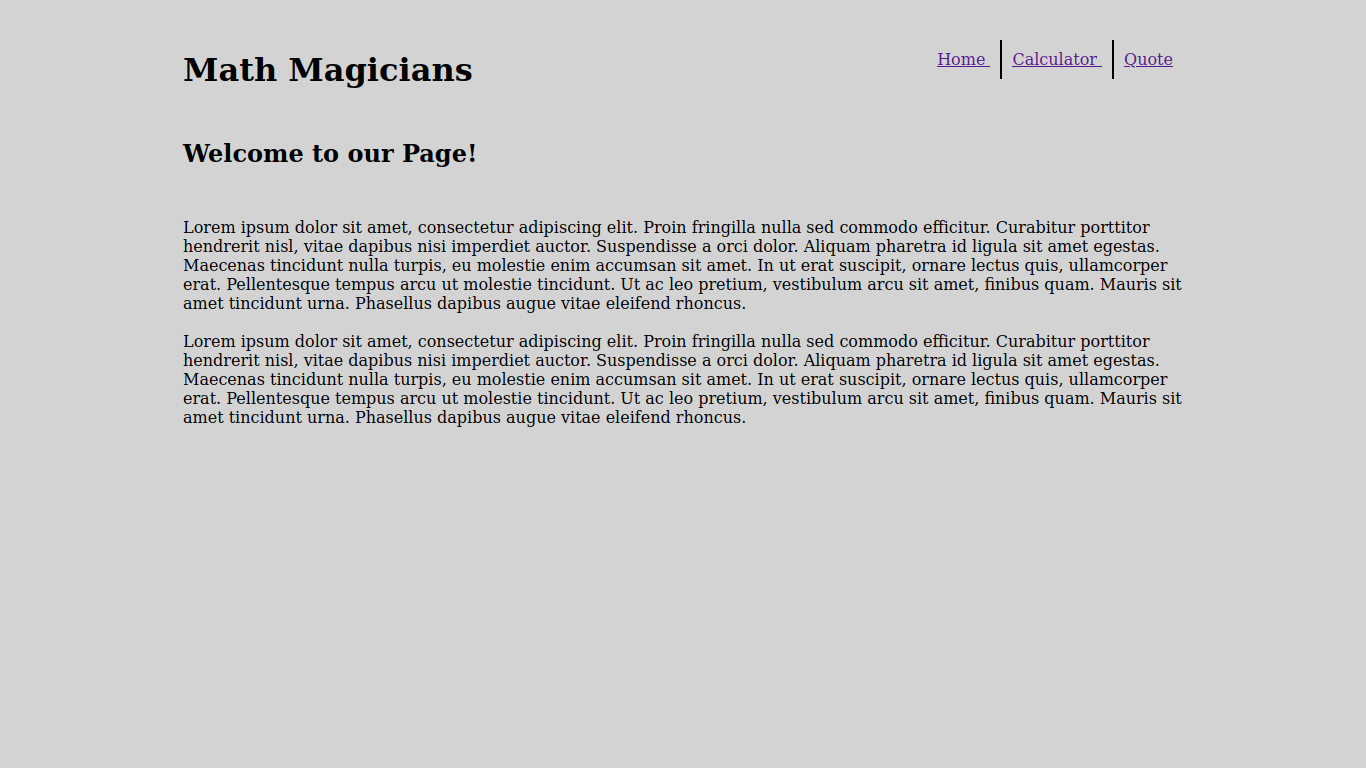 Math Magicians
Home Calculator Quote
Welcome to our Page!
Lorem ipsum dolor sit amet, consectetur adipiscing elit. Proin fringilla nulla sed commodo efficitur. Curabitur porttitor
hendrerit nisl, vitae dapibus nisi imperdiet auctor. Suspendisse a orci dolor. Aliquam pharetra id ligula sit amet egestas.
Maecenas tincidunt nulla turpis, eu molestie enim accumsan sit amet. In ut erat suscipit, ornare lectus quis, ullamcorper
erat. Pellentesque tempus arcu ut molestie tincidunt. Ut ac leo pretium, vestibulum arcu sit amet, finibus quam. Mauris sit
amet tincidunt urna. Phasellus dapibus augue vitae eleifend rhoncus.
Lorem ipsum dolor sit amet, consectetur adipiscing elit. Proin fringilla nulla sed commodo efficitur. Curabitur porttitor
hendrerit nisl, vitae dapibus nisi imperdiet auctor. Suspendisse a orci dolor. Aliquam pharetra id ligula sit amet egestas.
Maecenas tincidunt nulla turpis, eu molestie enim accumsan sit amet. In ut erat suscipit, ornare lectus quis, ullamcorper
erat. Pellentesque tempus arcu ut molestie tincidunt. Ut ac leo pretium, vestibulum arcu sit amet, finibus quam. Mauris sit
amet tincidunt urna. Phasellus dapibus augue vitae eleifend rhoncus.